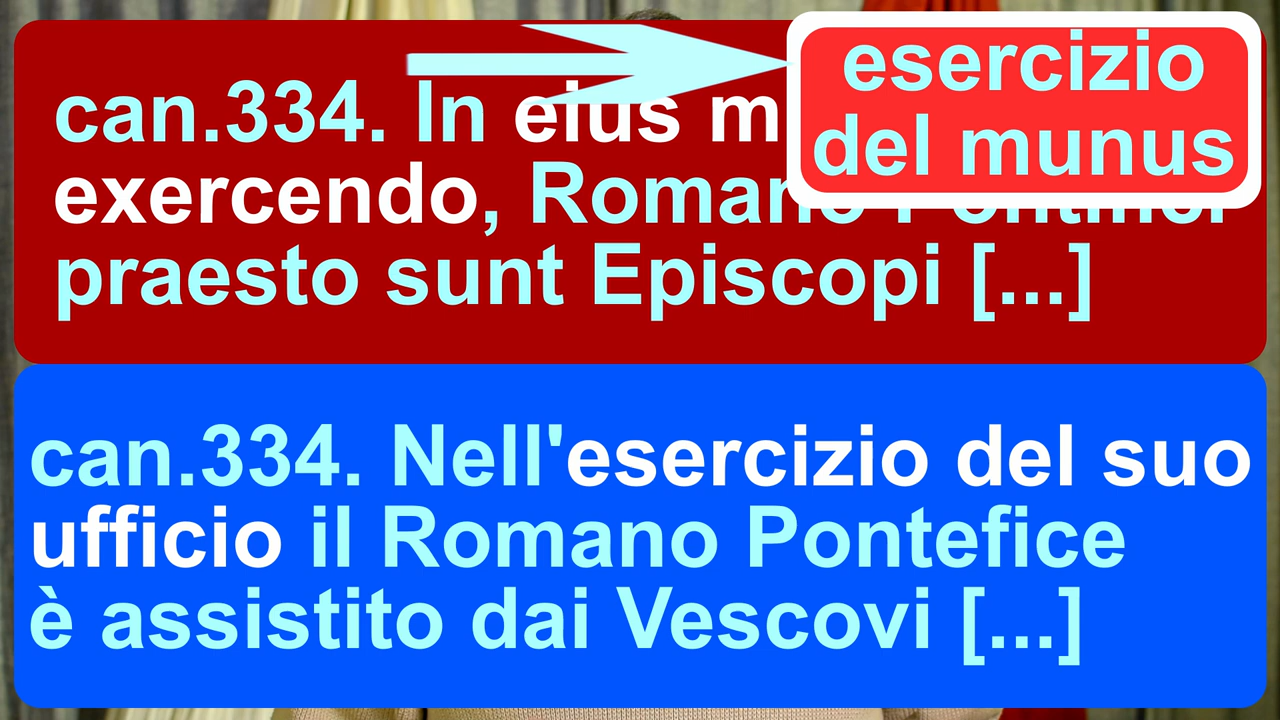 esercizio
del munus
can.334. In eius m
exercendo, Romano
praesto sunt Episcopi [...]
can.334. Nell'esercizio del suo
ufficio il Romano Pontefice
è assistito dai Vescovi [...]